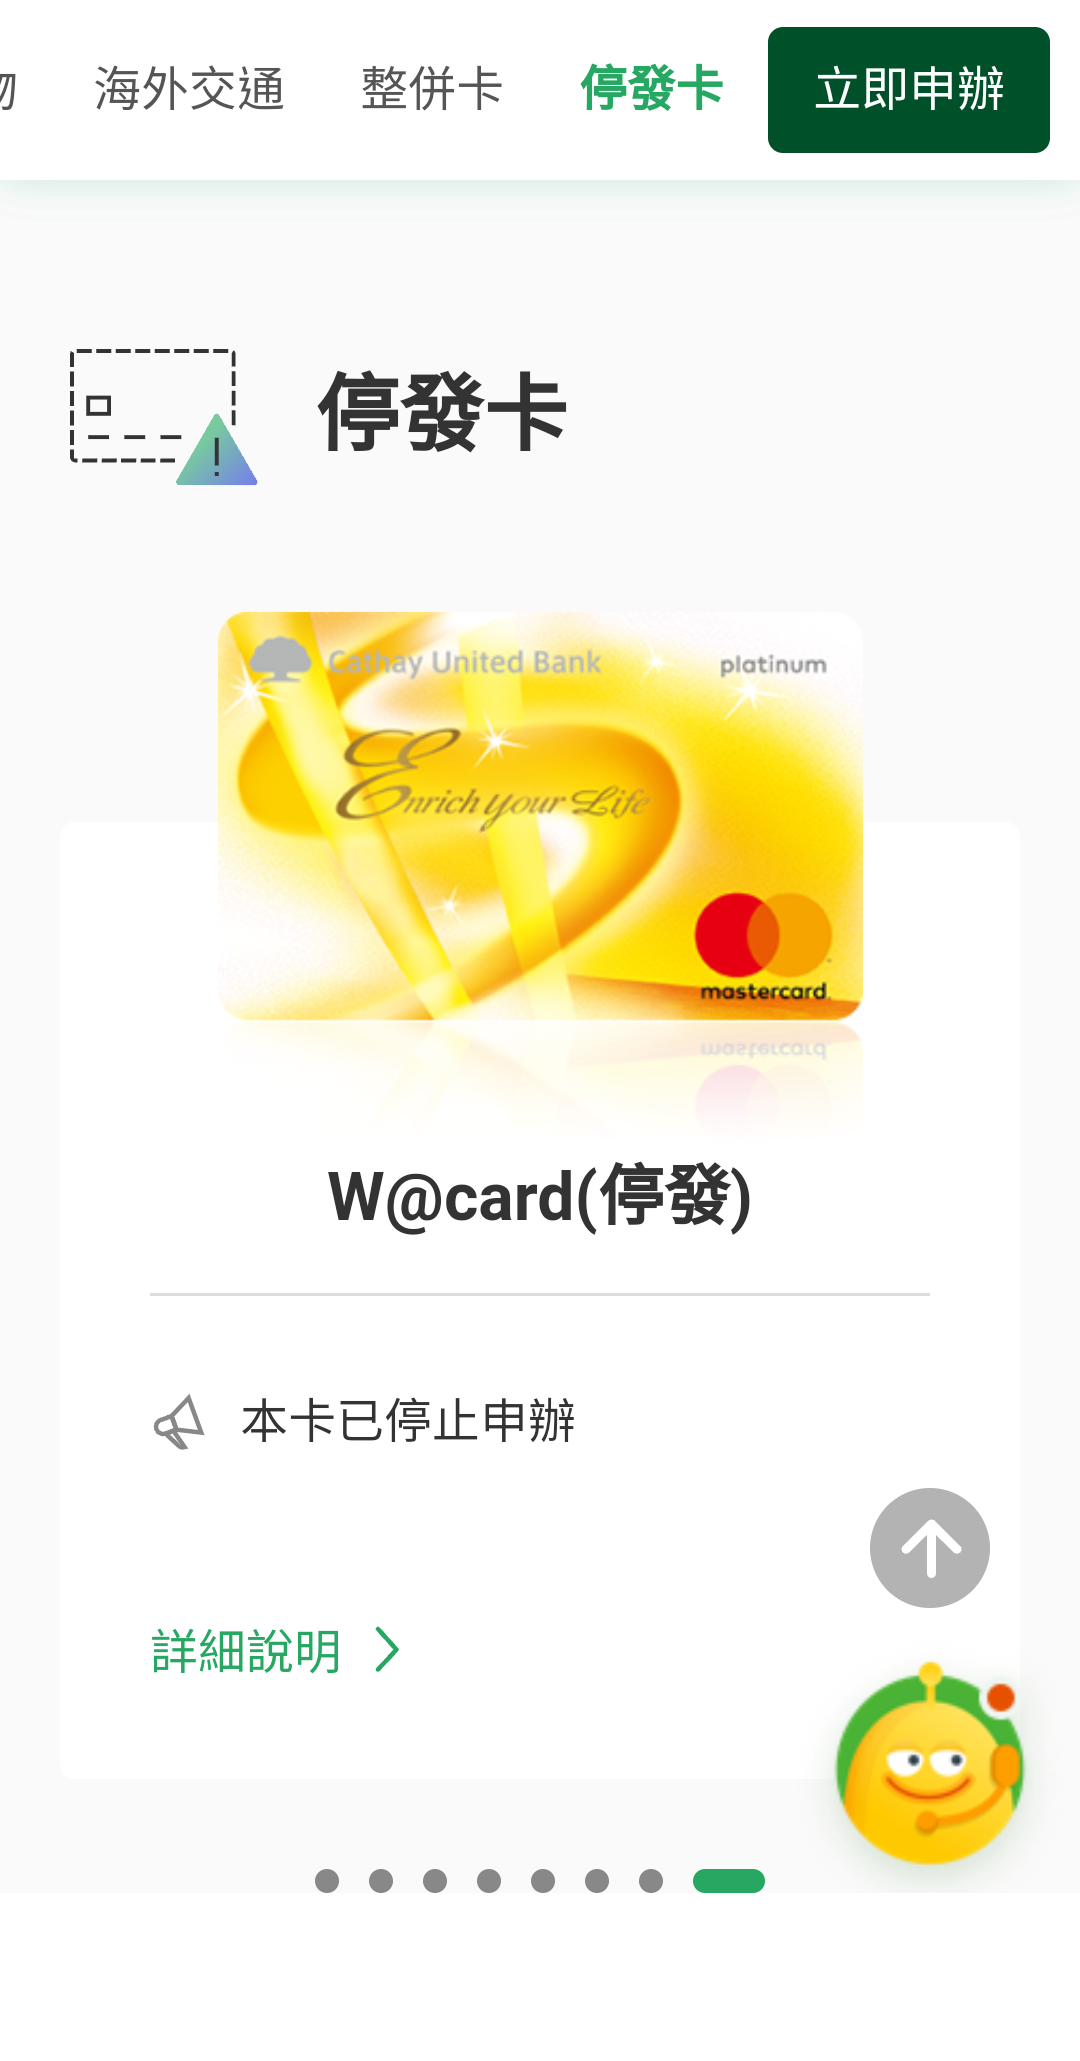 海外交通
整併卡
停發卡
立即申辦
停發卡
Cathay United Bank
platinum
Enrich your Life
mastercard.
W@card(停發)
本卡已停止申辦
詳細說明